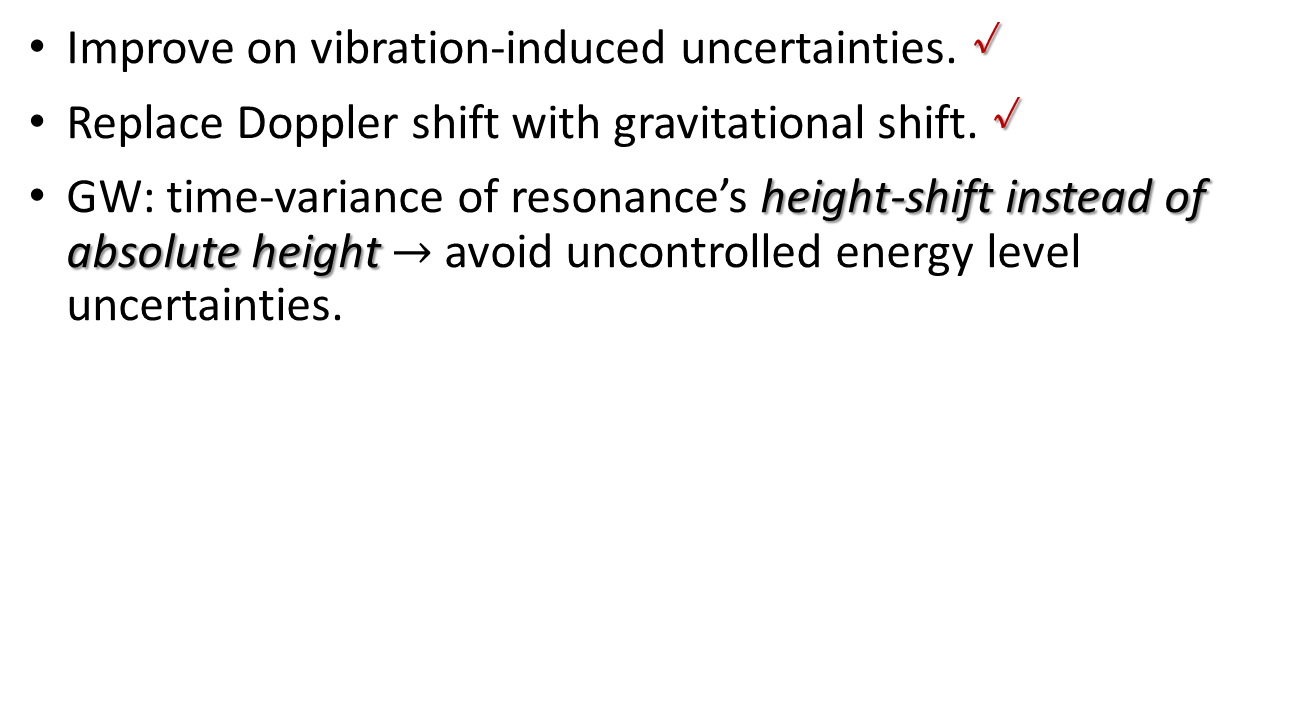 • Improve on vibration-induced uncertainties. √
• Replace Doppler shift with gravitational shift. √
• GW: time-variance of resonance’s height-shift instead of
absolute height → avoid uncontrolled energy level
uncertainties.